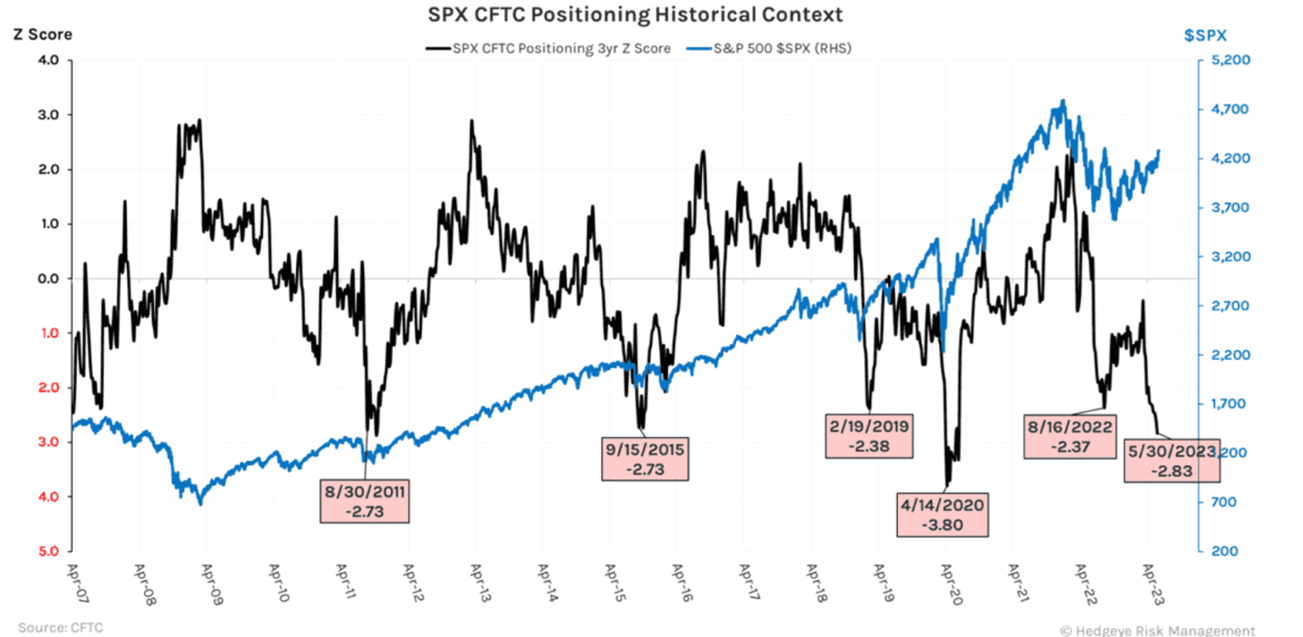 SPX CFTC Positioning Historical Context
Z Score
$SPX
SPX CFTC Positioning 3yr Z Score
S&P 500 $SPX (RHS)
4.0
3.0
2.0
1.0
0.0
1.0
2.0
3.0
4.0
5.0
5,200
4,700
4,200
3,700
3,200
2,700
2,200
1,700
,200
700
200
8/30/2011
-2.73
9/15/2015
-2.73
2/19/2019
-2.38
4/14/2020
-3.80
8/16/2022
-2.37
5/30/2023
-2.83
Apr-07
Apr-08
Apr-09
Apr-10
Apr-11
Apr-12
Apr-13
Apr-14
Apr-15
Apr-16
Apr-17
Apr-18
Apr-19
Apr-20
Apr-21
Apr-22
Apr-23
Source: CFTC
© Hedgeye Risk Management